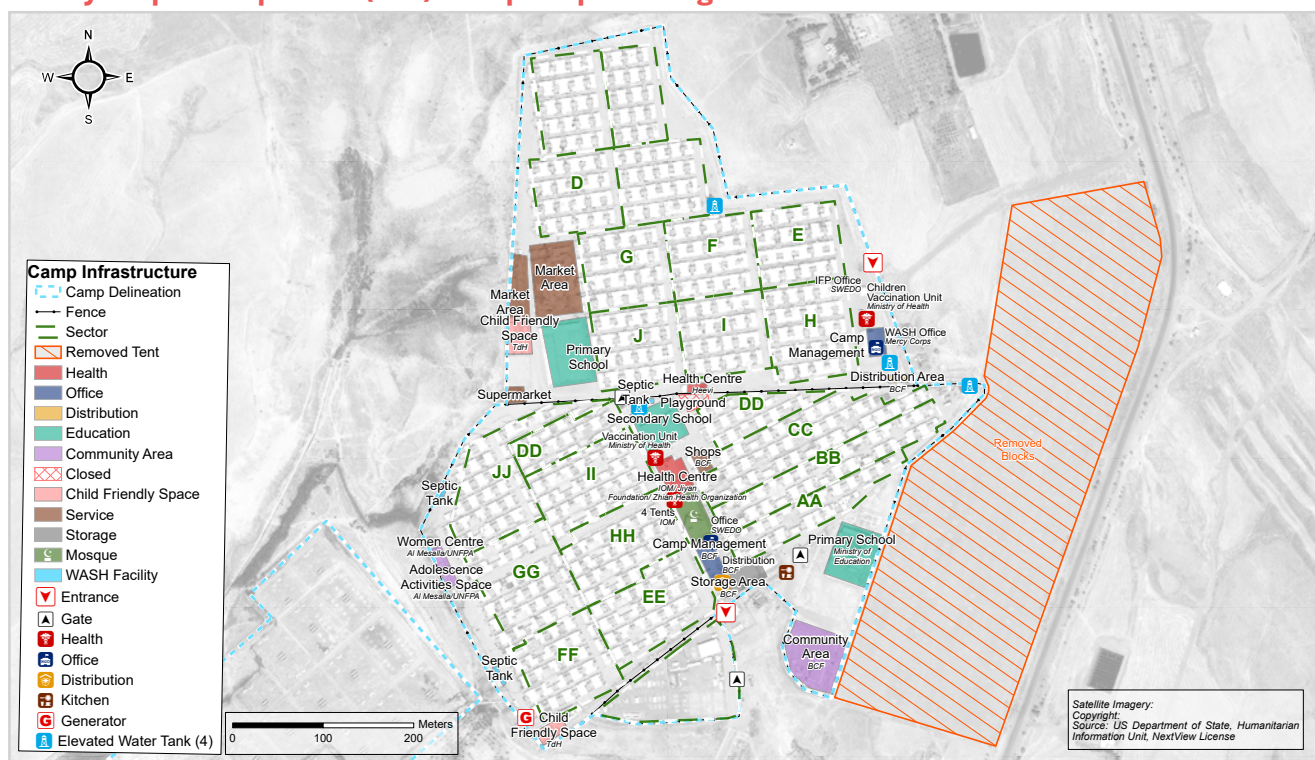 N
W
E
S
Camp Infrastructure
Camp Delineation
Fence
Sector
Removed Tent
Health
Office
Distribution
Education
Community Area
Closed
Child Friendly Space
Service
Storage
Mosque
WASH Facility
Entrance
Gate
Health
Office
Distribution
Kitchen
G
Generator
Elevated Water Tank (4)
Meters
0
100
200
D
G
F
E
Market
Area
Market
Area
Child Friendly
Space
TdH
Primary
School
J
I
H
IFP Office
SWEDO
Children
Vaccination Unit
Ministry of Health
WASH Office
Mercy Corps
Camp
Management
Distribution Area
BCF
Supermarket
Septic
Tank
Health Centre
Heevi
Playground
Secondary School
DD
Vaccination Unit
Ministry of Health
CC
Shops
BCF
BB
DD
JJ
II
Health Centre
IOM/Jiyan
Foundation/ Zhian Health Organization
AA
Septic
Tank
4 Tents
IOM
Office
SWEDO
HH
Camp Management
BCF
Primary School
Ministry of
Education
Women Centre
Al Mesalla/UNFPA
Adolescence
Activities Space
Al Mesalla/UNFPA
GG
Distribution
BCF
Storage Area
BCF
EE
Community
Area
BCF
FF
Septic
Tank
G
Child
Friendly Space
TdH
Removed
Blocks
Satellite Imagery:
Copyright:
Source: US Department of State, Humanitarian
Information Unit, NextView License